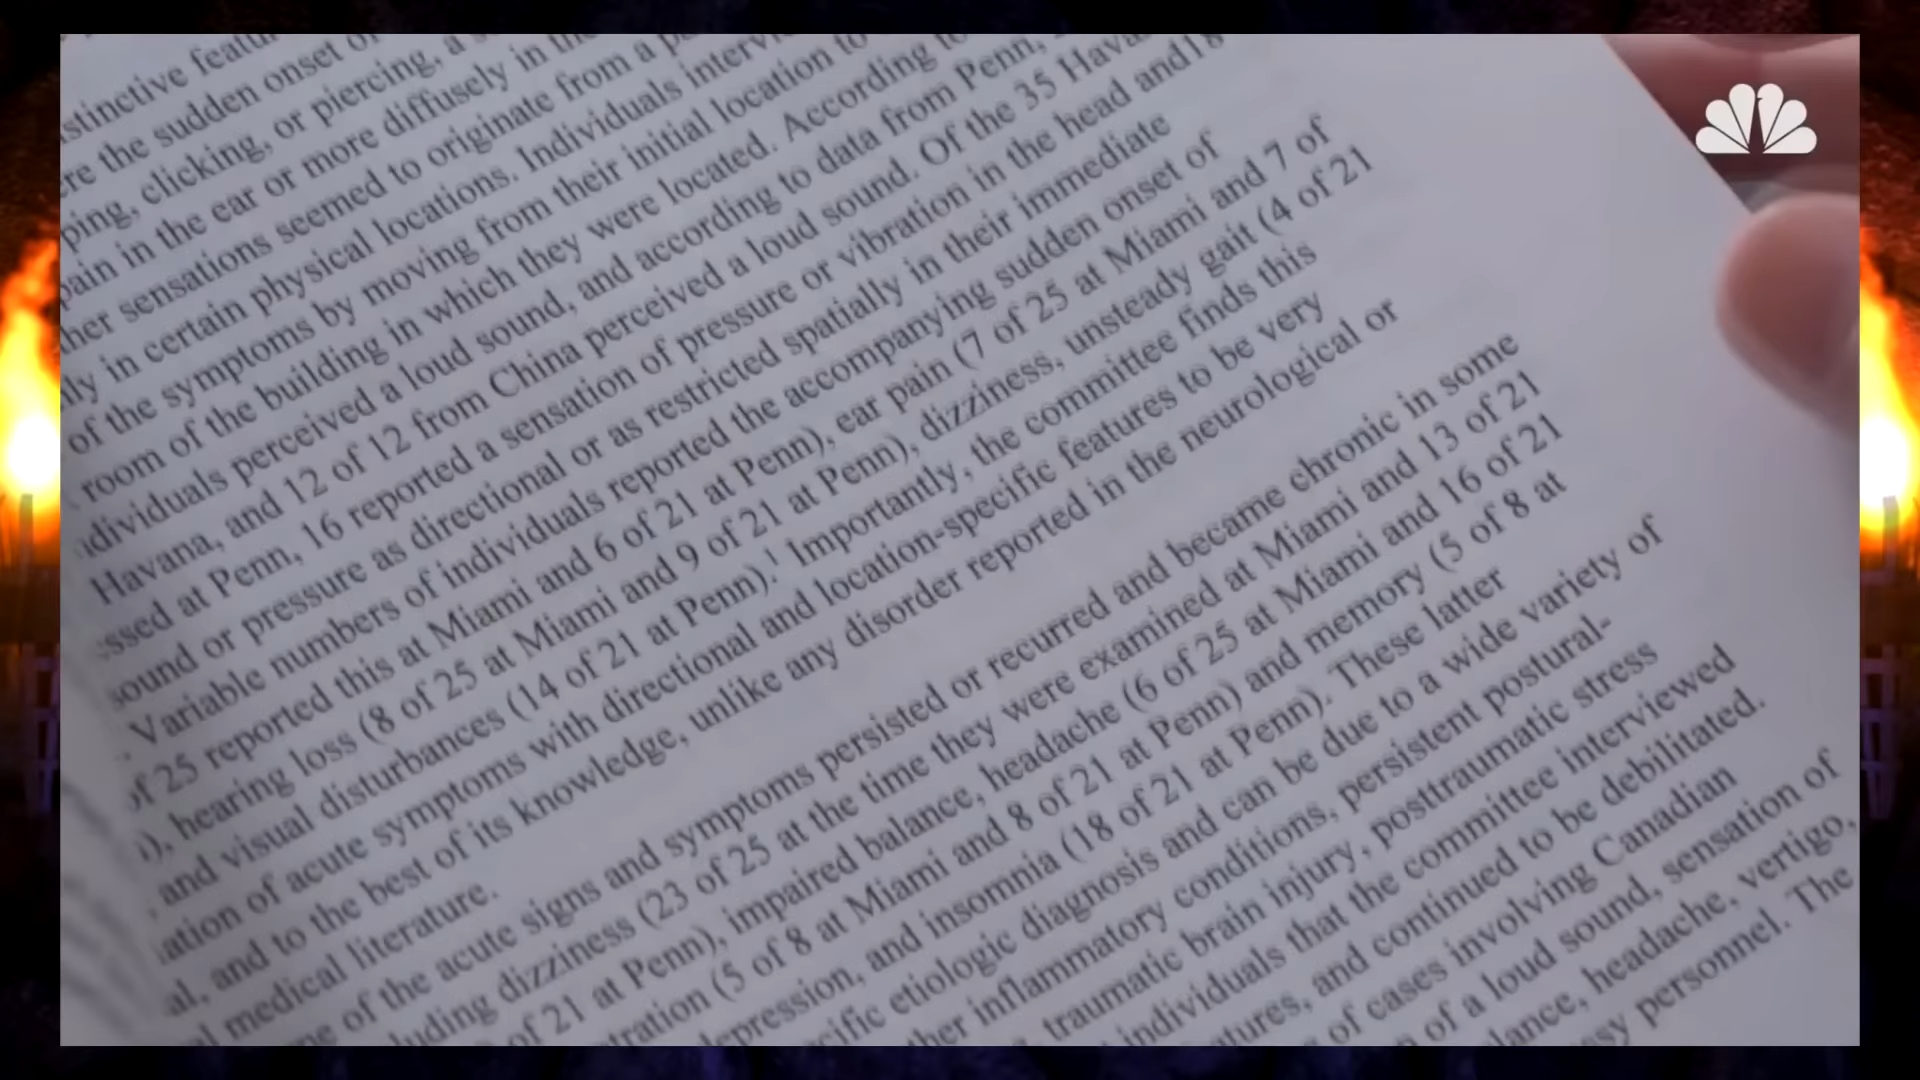 stinctive featu
ere the sudden onset of
ping, clicking, or piercing, a s
pain in the ear or more diffusely in the
her sensations seemed to originate from a pa
ly in certain physical locations. Individuals interv
of the symptoms by moving from their initial location to
room of the building in which they were located. According to
dividuals perceived a loud sound, and according to data from Penn,
Havana, and 12 of 12 from China perceived a loud sound. Of the 35 Hava
ssed at Penn, 16 reported a sensation of pressure or vibration in the head and18
sound or pressure as directional or as restricted spatially in their immediate
Variable numbers of individuals reported the accompanying sudden onset of
of 25 reported this at Miami and 6 of 21 at Penn), ear pain (7 of 25 at Miami and 7 of
), hearing loss (8 of 25 at Miami and 9 of 21 at Penn), dizziness, unsteady gait (4 of 21
and visual disturbances (14 of 21 at Penn).1 Importantly, the committee finds this
ation of acute symptoms with directional and location-specific features to be very
al, and to the best of its knowledge, unlike any disorder reported in the neurological or
al medical literature.
me of the acute signs and symptoms persisted or recurred and became chronic in some
luding dizziness (23 of 25 at the time they were examined at Miami and 13 of 21
of 21 at Penn), impaired balance, headache (6 of 25 at Miami and 16 of 21
tration (5 of 8 at Miami and 8 of 21 at Penn) and memory (5 of 8 at
epression, and insomnia (18 of 21 at Penn). These latter
cific etiologic diagnosis and can be due to a wide variety of
her inflammatory conditions, persistent postural-
traumatic brain injury, posttraumatic stress
individuals that the committee interviewed
atures, and continued to be debilitated.
of cases involving Canadian
n of a loud sound, sensation of
lance, headache, vertigo,
ssy personnel. The